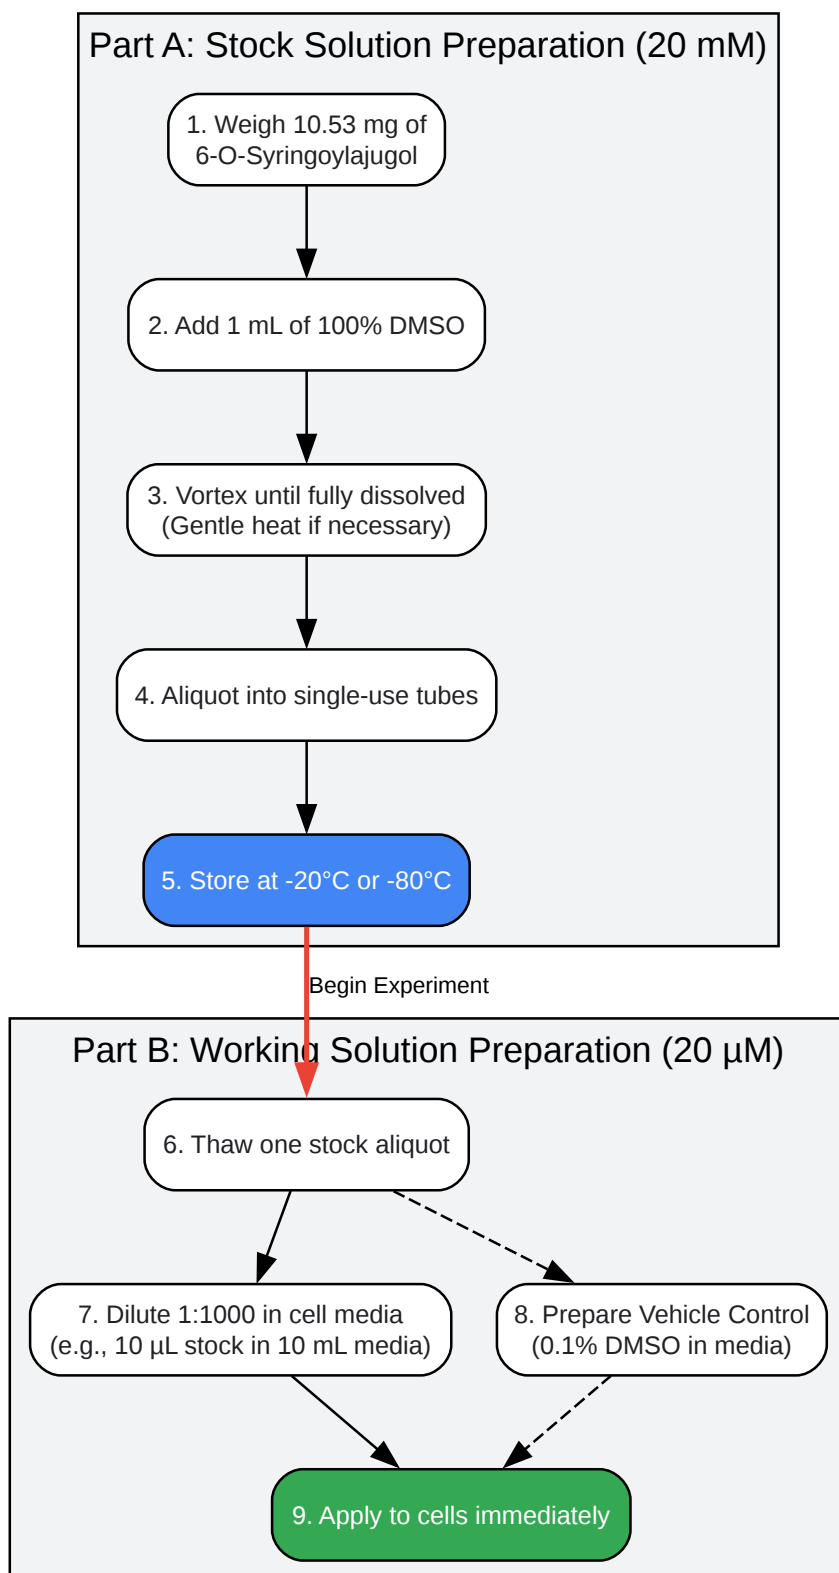 Part A: Stock Solution Preparation (20 mM)
1. Weigh 10.53 mg of
6-O-Syringoylajugol
2. Add 1 mL of 100% DMSO
3. Vortex until fully dissolved
(Gentle heat if necessary)
4. Aliquot into single-use tubes
5. Store at -20°C or -80°C
Begin Experiment
Part B: Working Solution Preparation (20 µM)
6. Thaw one stock aliquot
7. Dilute 1:1000 in cell media
(e.g., 10 µL stock in 10 mL media)
8. Prepare Vehicle Control
(0.1% DMSO in media)
9. Apply to cells immediately